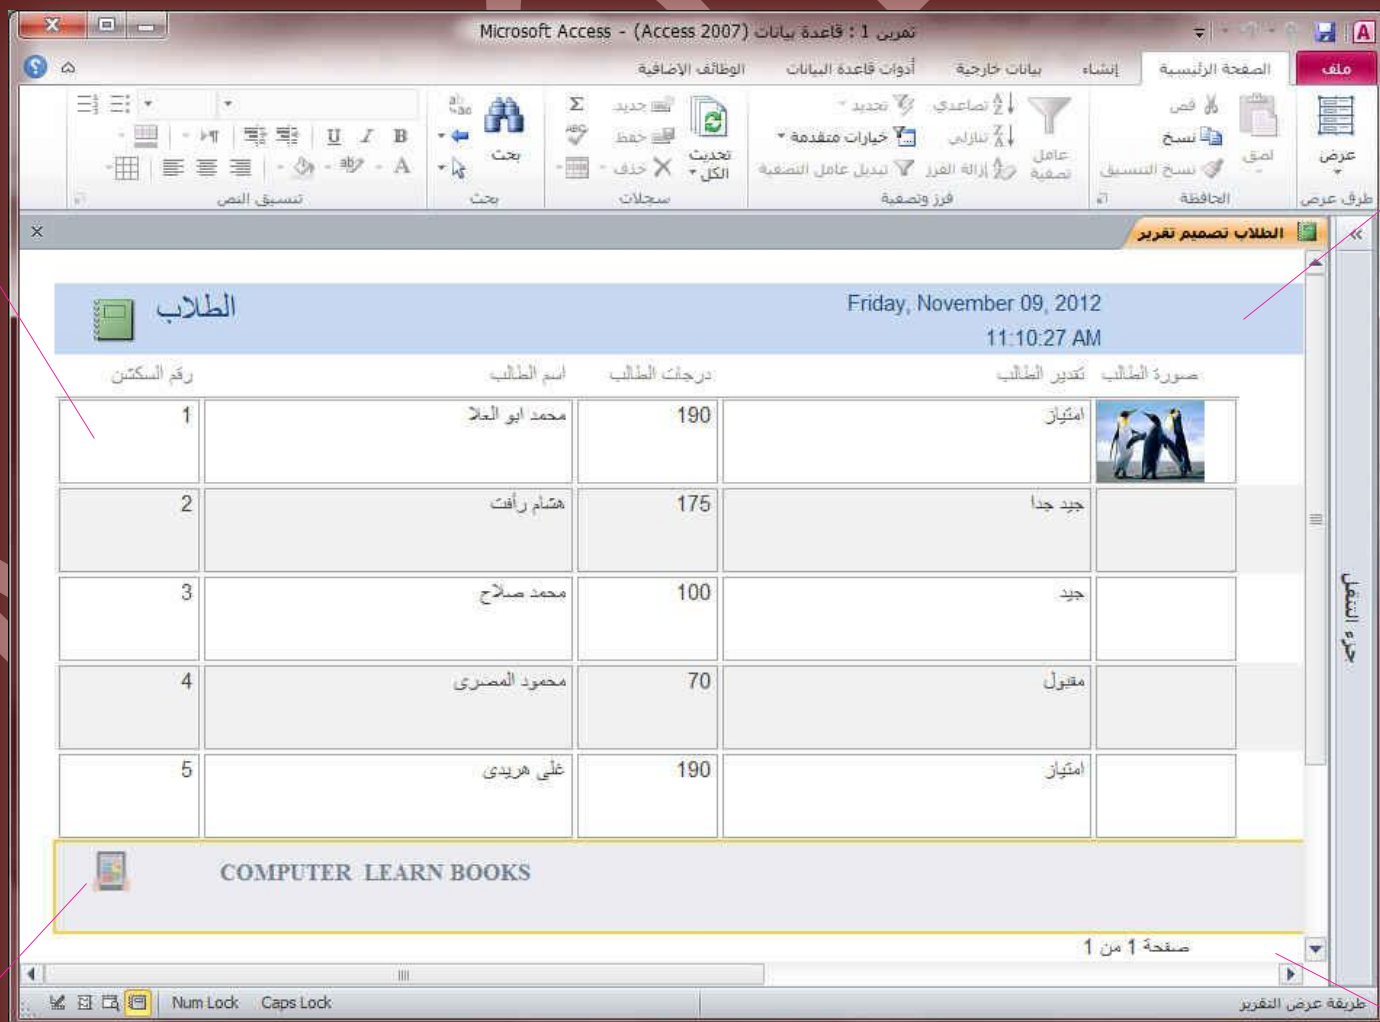 تمرين 1 : قاعدة بيانات (Access 2007) - Microsoft Access
ملف الصفحة الرئيسية إنشاء بيانات خارجية أدوات قاعدة البيانات الوظائف الإضافية
عرض
طرق عرض
لصق
قص
نسخ
نسخ التنسيق
الحافظة
عامل تصفية
تصاعدي
تنازلي
إزالة الفرز
تحديد
خيارات متقدمة
تبديل عامل التصفية
فرز وتصفية
تحديث الكل
جديد
حفظ
حذف
سجلات
بحث
بحث
B I U
A
تنسيق النص
الطلاب تصميم تقرير
جزء التنقل
الطلاب
Friday, November 09, 2012
11:10:27 AM
صورة الطالب تقدير الطالب درجات الطالب اسم الطالب رقم السكشن
امتياز 190 محمد ابو العلا 1
جيد جدا 175 هشام رأفت 2
جيد 100 محمد صلاح 3
مقبول 70 محمود المصرى 4
امتياز 190 على هريدى 5
COMPUTER LEARN BOOKS
صفحة 1 من 1
طريقة عرض التقرير
Num Lock Caps Lock